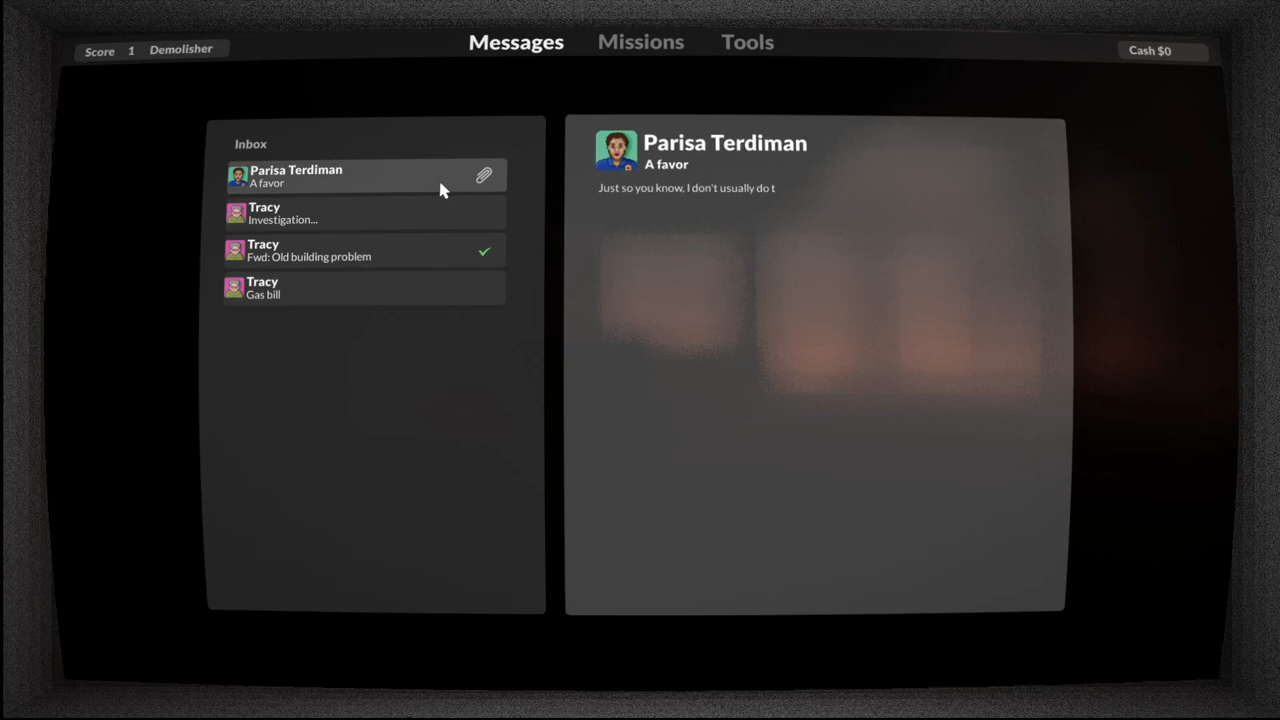 Score 1 Demolisher
Messages Missions Tools
Cash $0
Inbox
Parisa Terdiman
A favor
Tracy
Investigation...
Tracy
Fwd: Old building problem
Tracy
Gas bill
Parisa Terdiman
A favor
Just so you know, I don't usually do t